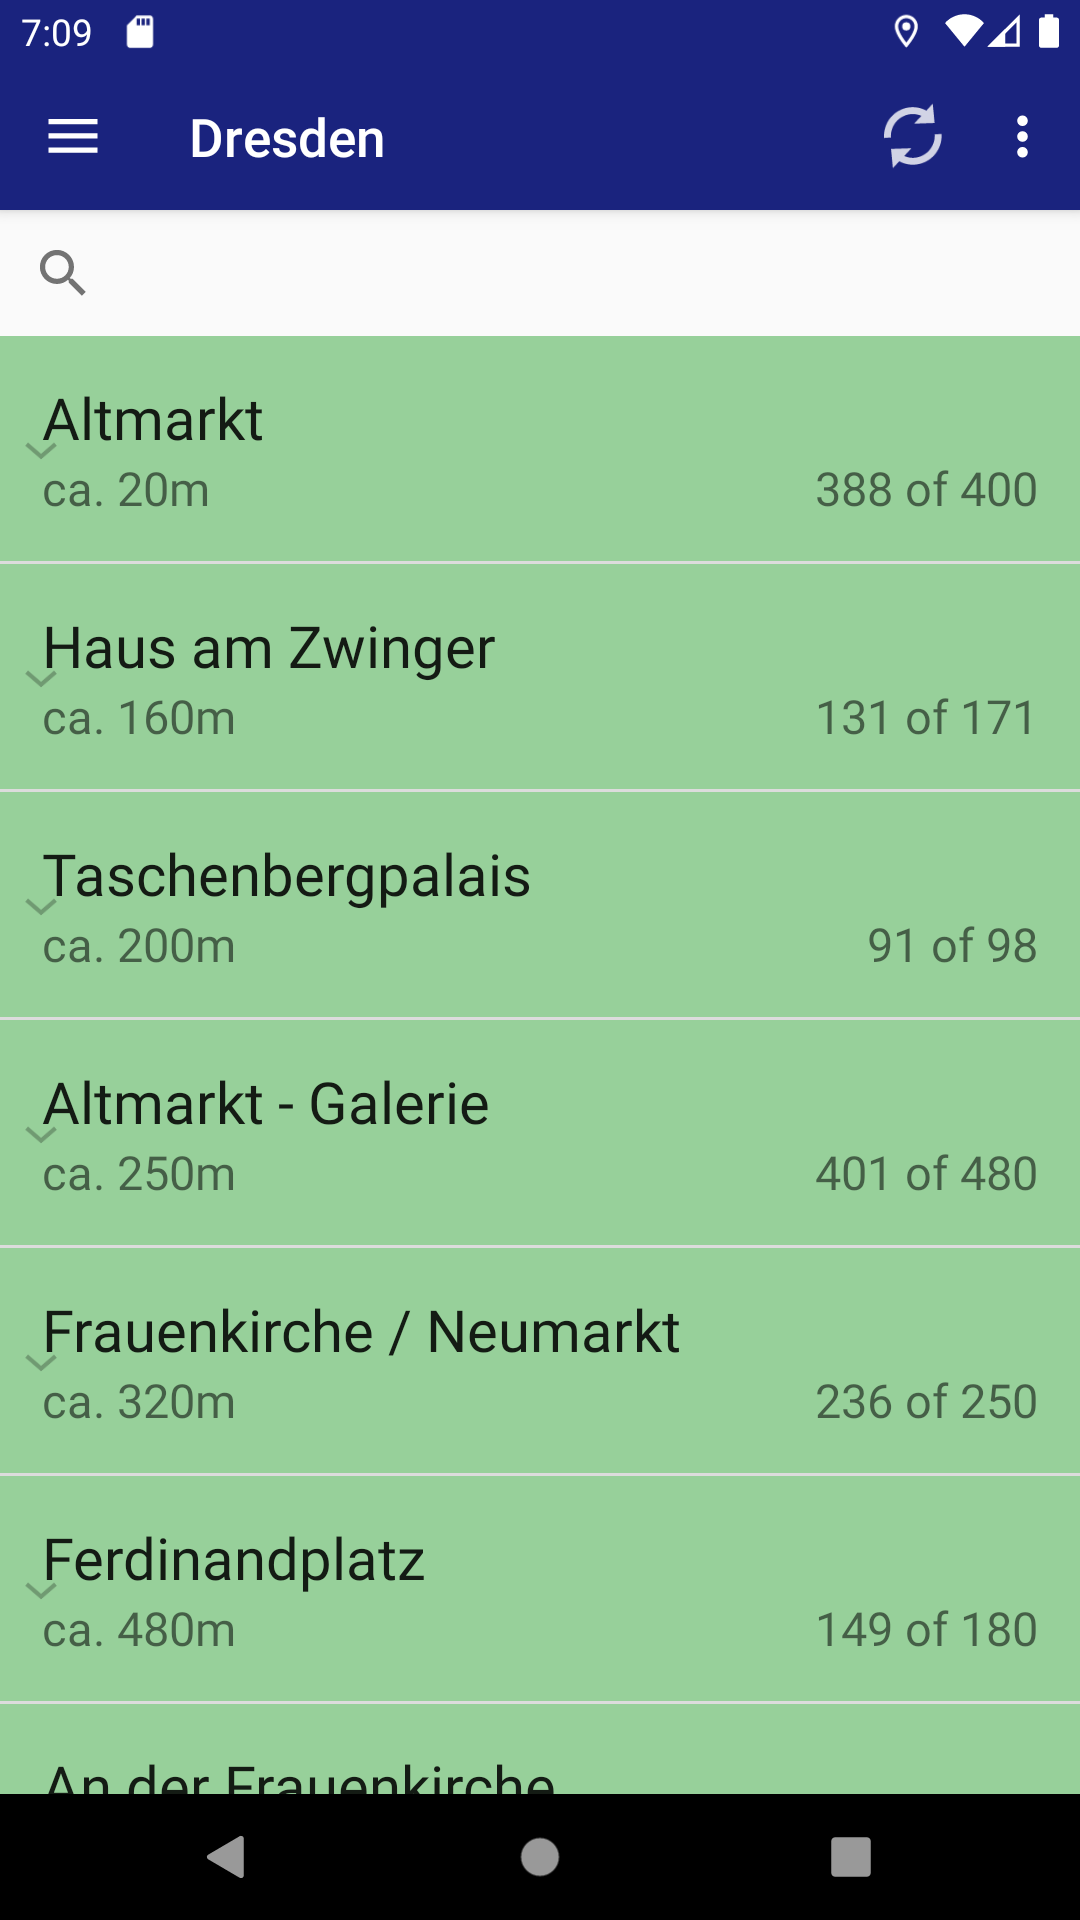 7:09
Dresden
Altmarkt
ca. 20m 388 of 400
Haus am Zwinger
ca. 160m 131 of 171
Taschenbergpalais
ca. 200m 91 of 98
Altmarkt - Galerie
ca. 250m 401 of 480
Frauenkirche / Neumarkt
ca. 320m 236 of 250
Ferdinandplatz
ca. 480m 149 of 180
An der Frauenkirche